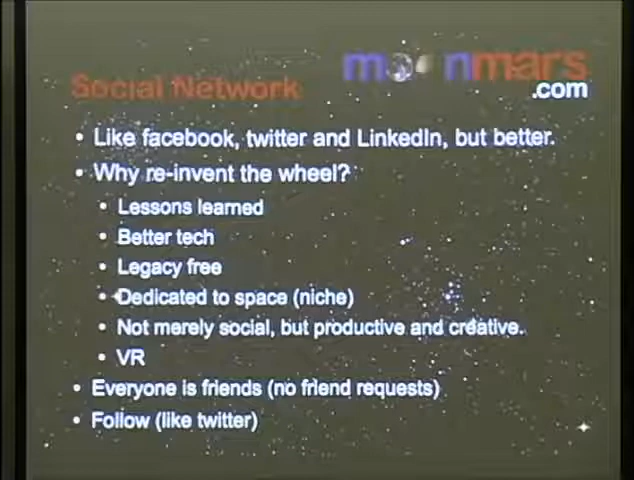 moonmars
.com
Social Network
• Like facebook, twitter and LinkedIn, but better.
• Why re-invent the wheel?
• Lessons learned
• Better tech
• Legacy free
• Dedicated to space (niche)
• Not merely social, but productive and creative.
• VR
• Everyone is friends (no friend requests)
• Follow (like twitter)